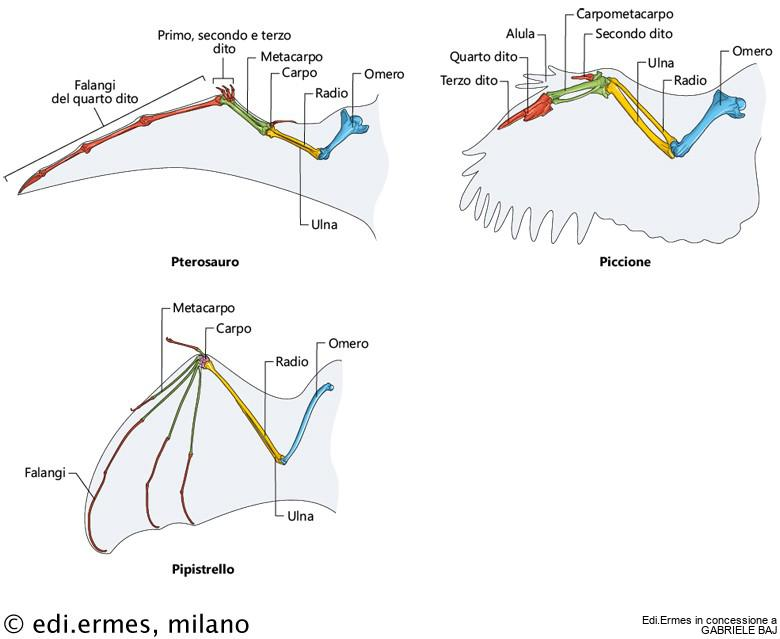 Primo, secondo e terzo
dito
Metacarpo
Carpo
Omero
Radio
Falangi
del quarto dito
Ulna
Pterosauro
Carpometacarpo
Alula
Secondo dito
Quarto dito
Ulna
Omero
Terzo dito
Radio
Piccione
Metacarpo
Carpo
Omero
Radio
Falangi
Ulna
Pipistrello
© edi.ermes, milano
Edi.Ermes in concessione a
GABRIELE BAJ